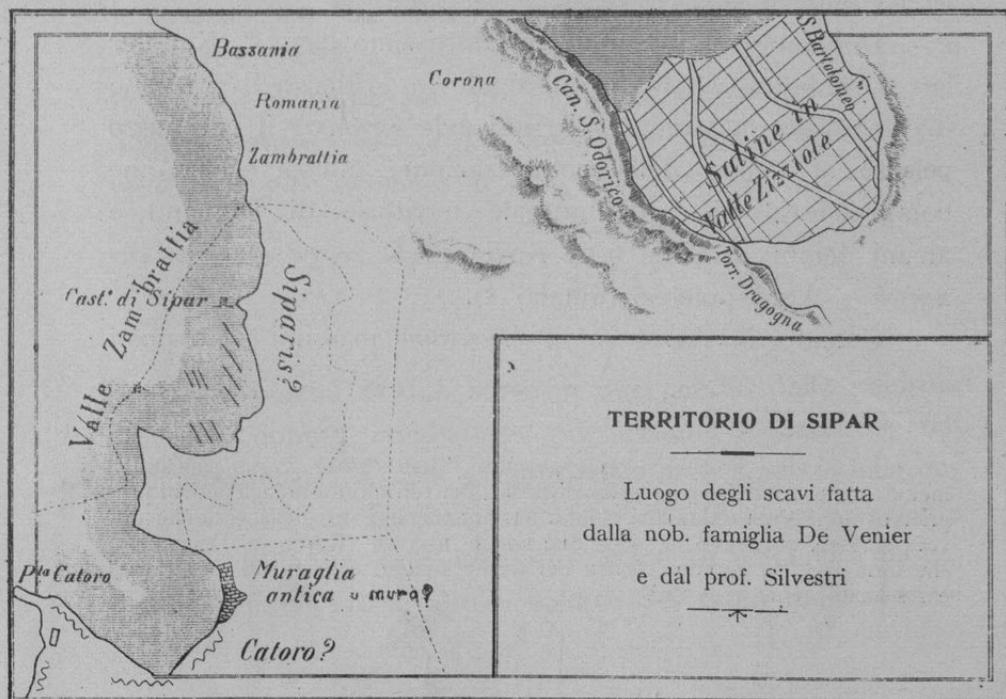 Bassania
Romania
Zambrattia
Corona
Can. S. Odorico
S. Bartolomeo
Saline in
Valle Zizziole
Torr. Dragogna
Valle Zambrattia
Cast.º di Sipar
Siparis?
P.ta Catoro
Muraglia
antica o mura?
Catoro?
TERRITORIO DI SIPAR
Luogo degli scavi fatta
dalla nob. famiglia De Venier
e dal prof. Silvestri